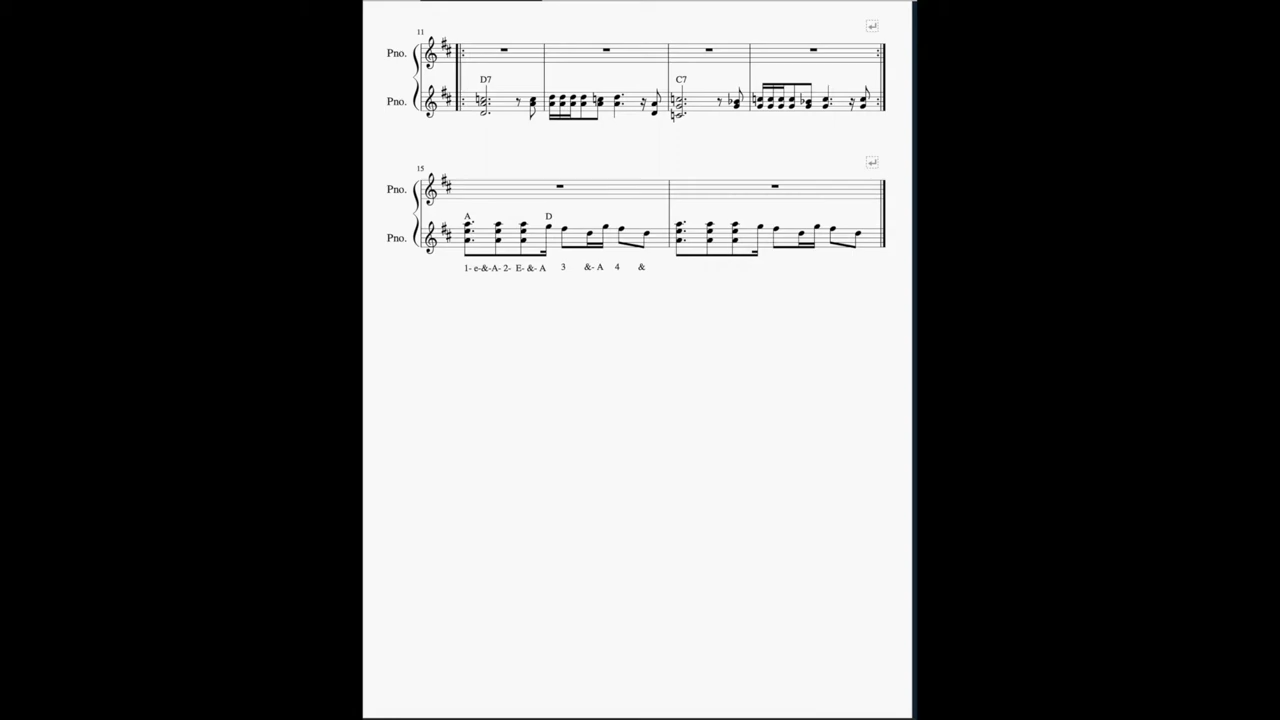 11
Pno.
D7 C7
Pno.
15
Pno.
A D
Pno.
1- e-&-A- 2- E- &- A 3 &- A 4 &